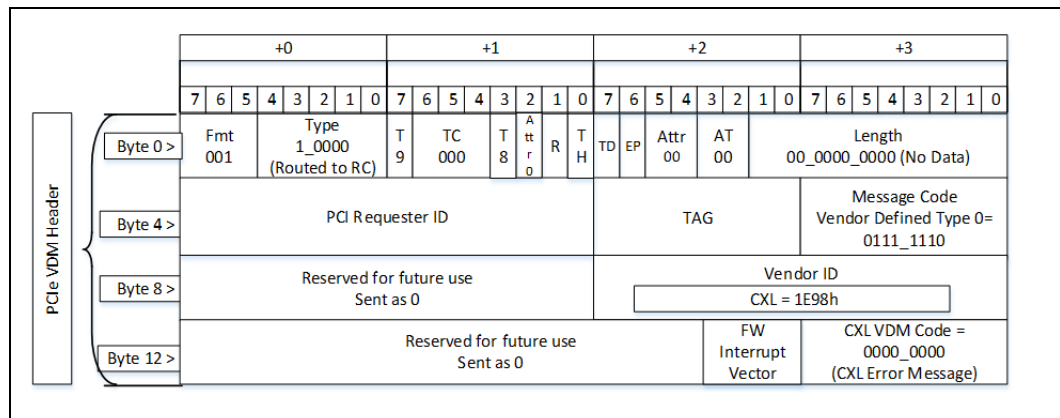 +0 +1 +2 +3
7 6 5 4 3 2 1 0 7 6 5 4 3 2 1 0 7 6 5 4 3 2 1 0 7 6 5 4 3 2 1 0
PCIe VDM Header
Byte 0 >
Fmt
001
Type
1_0000
(Routed to RC)
T
9
TC
000
T
8
A
ttr
0
R
T
H
TD
EP
Attr
00
AT
00
Length
00_0000_0000 (No Data)
Byte 4 >
PCI Requester ID
TAG
Message Code
Vendor Defined Type 0=
0111_1110
Byte 8 >
Reserved for future use
Sent as 0
Vendor ID
CXL = 1E98h
Byte 12 >
Reserved for future use
Sent as 0
FW
Interrupt
Vector
CXL VDM Code =
0000_0000
(CXL Error Message)